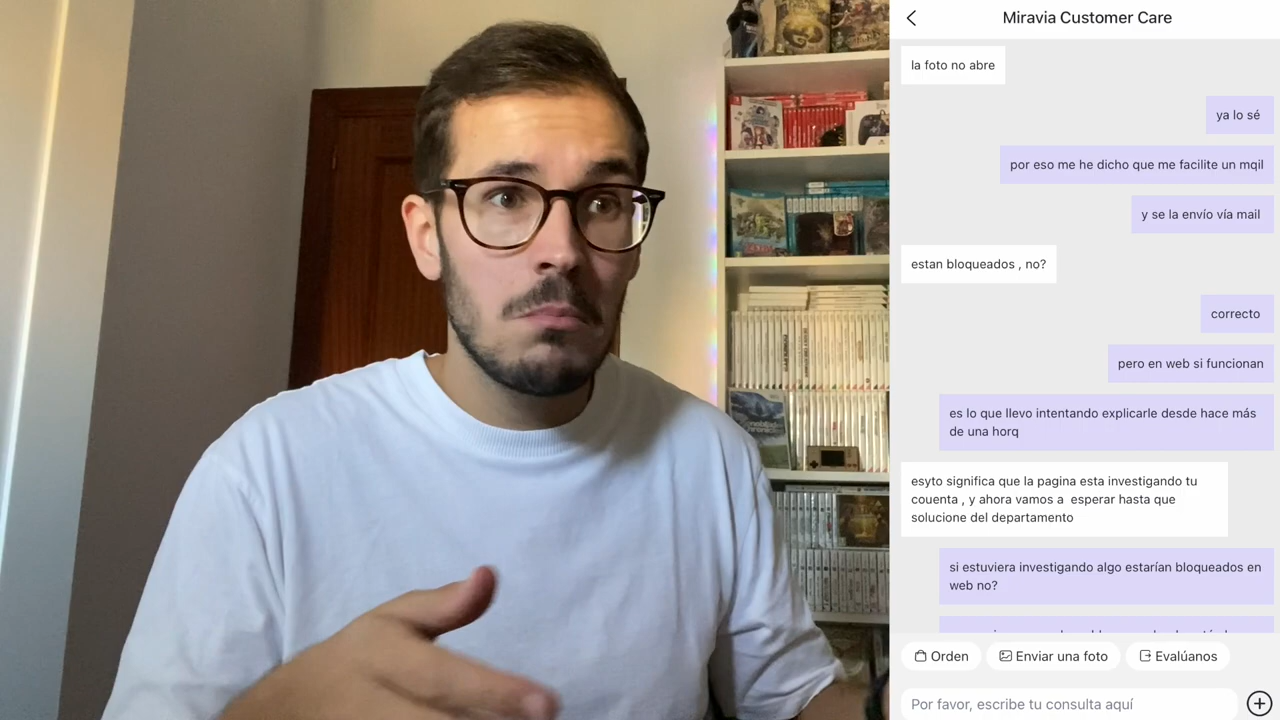 Miravia Customer Care
la foto no abre
ya lo sé
por eso me he dicho que me facilite un mqil
y se la envío vía mail
estan bloqueados , no?
correcto
pero en web si funcionan
es lo que llevo intentando explicarle desde hace más
de una horq
esyto significa que la pagina esta investigando tu
couenta , y ahora vamos a esperar hasta que
solucione del departamento
si estuviera investigando algo estarían bloqueados en
web no?
Orden
Enviar una foto
Evalúanos
Por favor, escribe tu consulta aquí